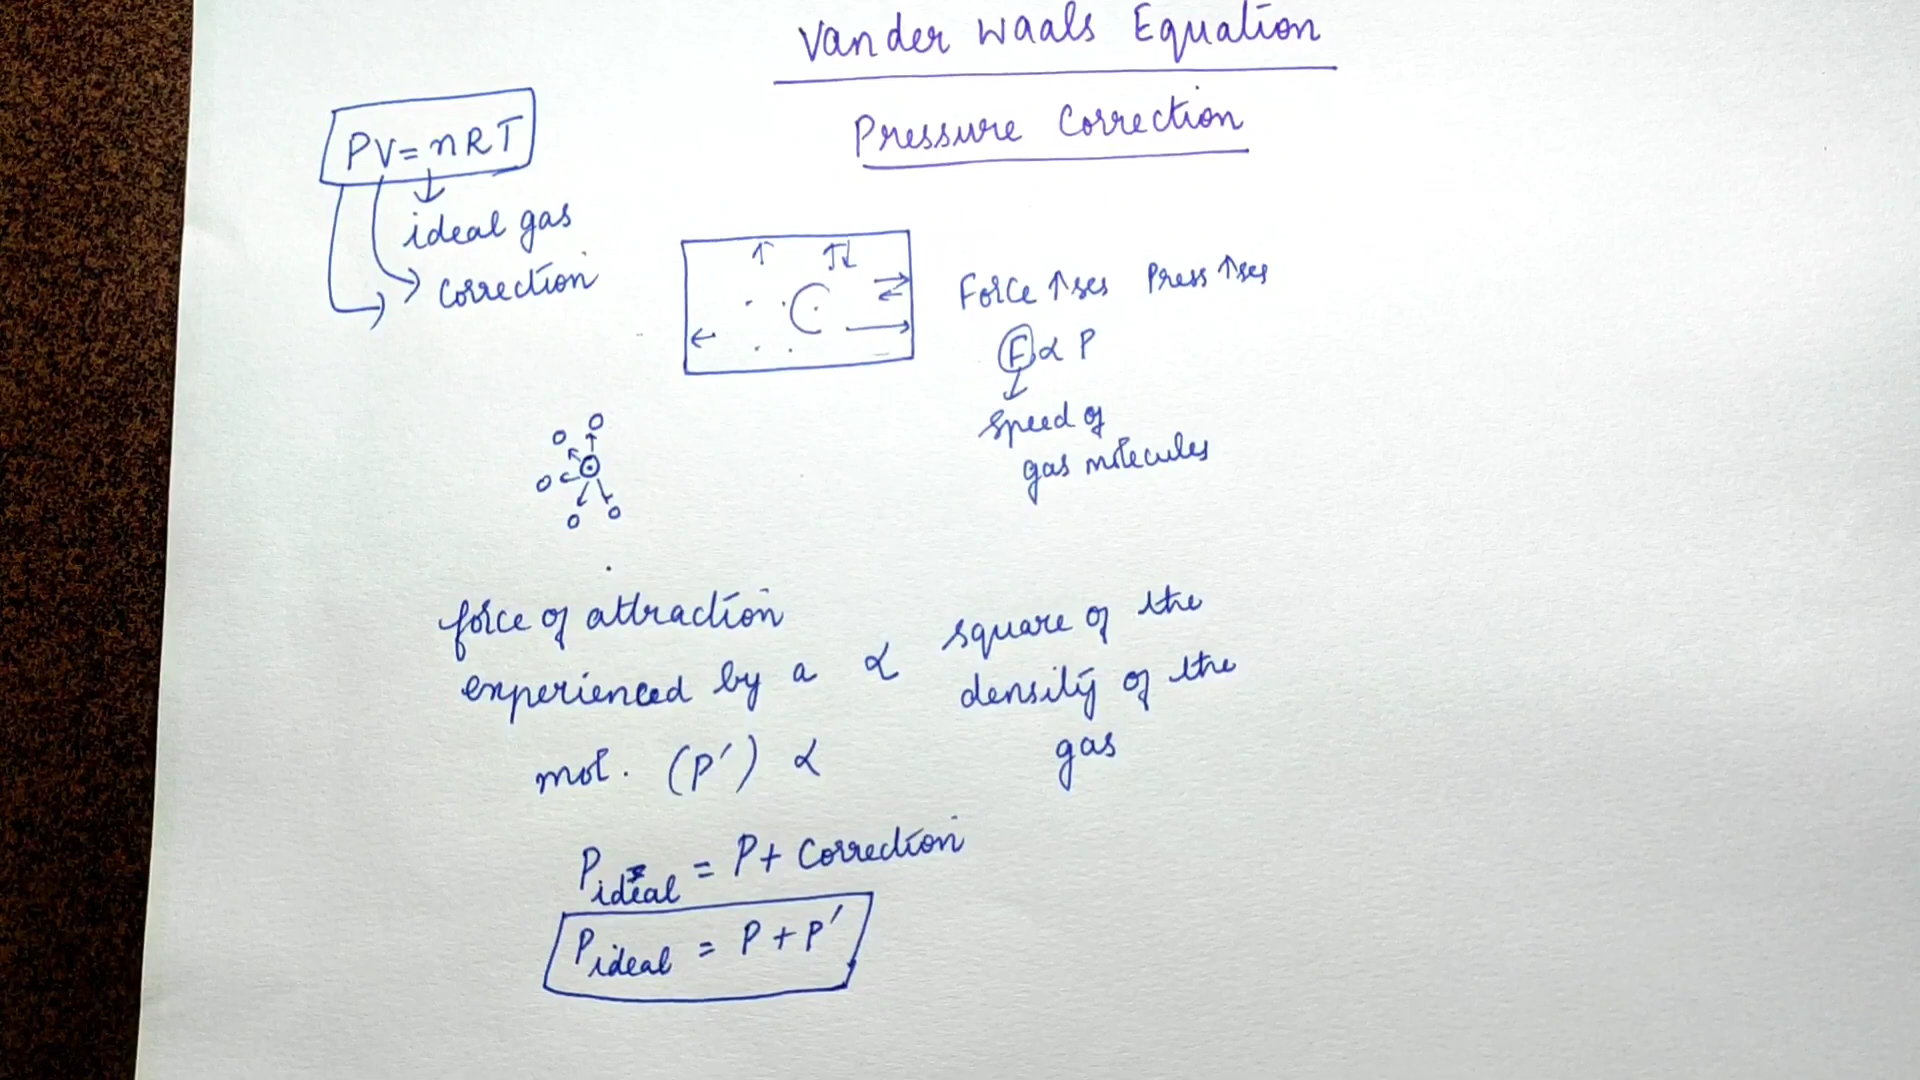 Vander Waals Equation
Pressure Correction
PV = nRT
ideal gas
correction
Force ↑ses Press ↑ses
F ∝ P
Speed of
gas molecules
force of attraction
experienced by a ∝
mol. (p′) ∝
square of the
density of the
gas
Pideal = P + Correction
Pideal = P + P′